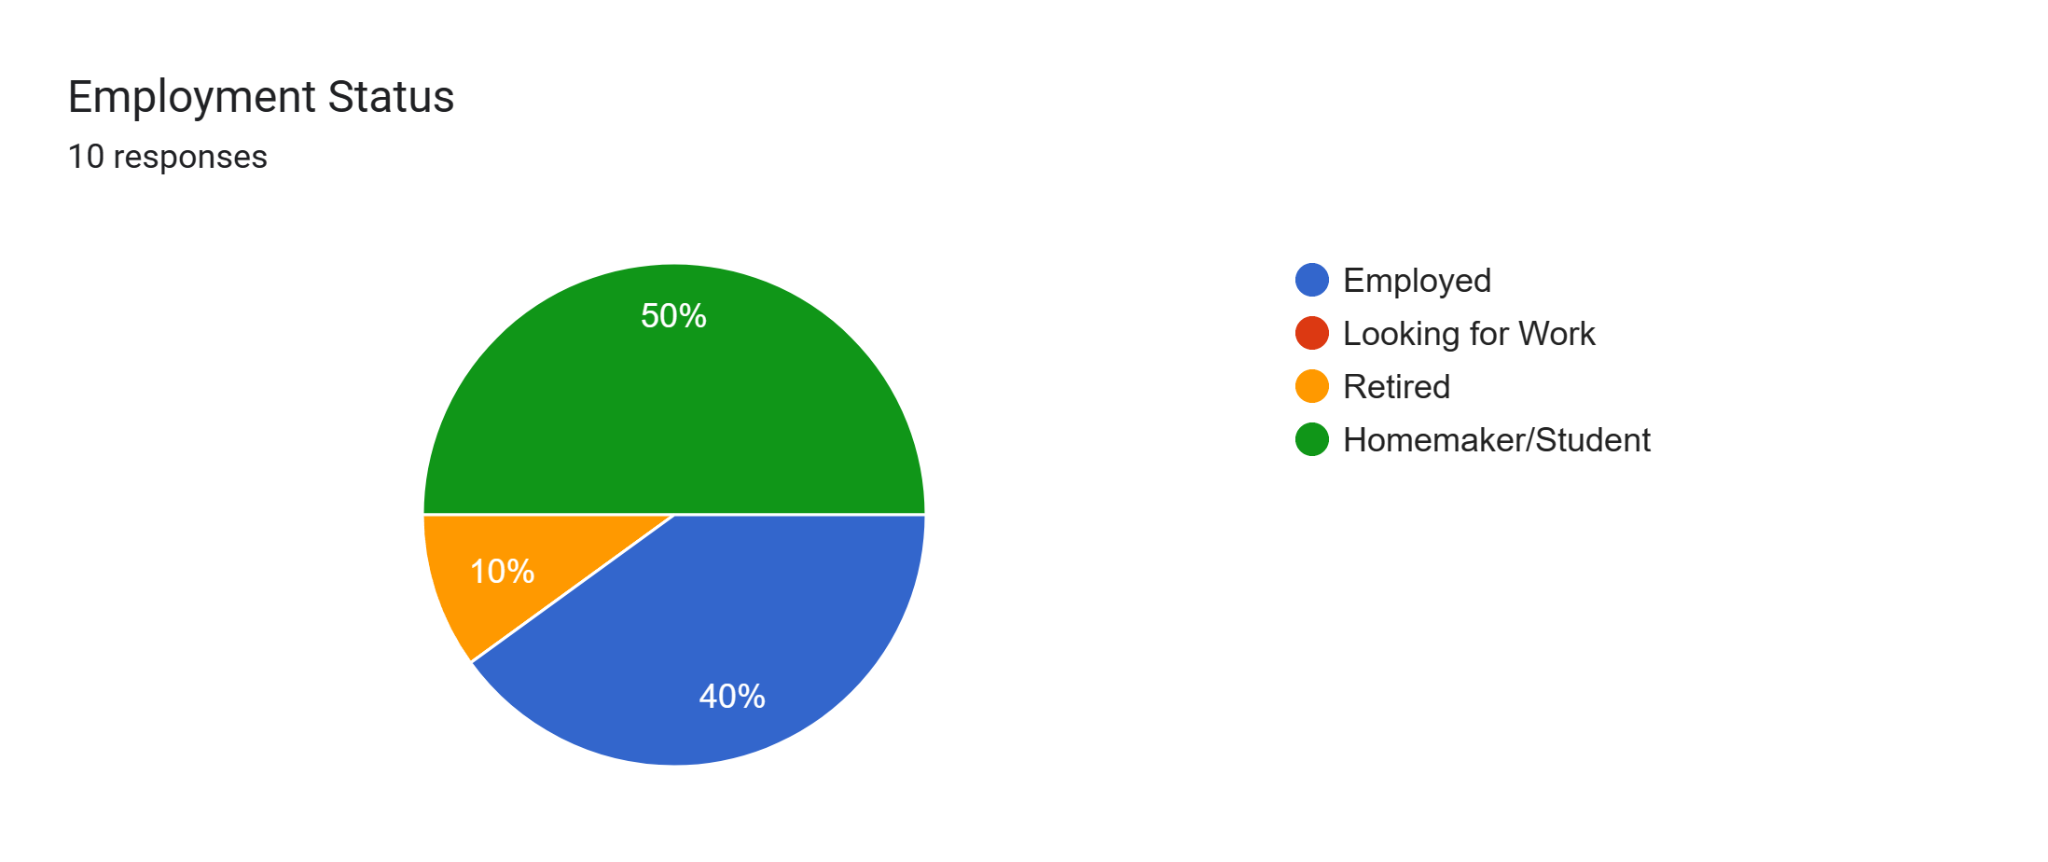 Employment Status
10 responses
50%
10%
40%
Employed
Looking for Work
Retired
Homemaker/Student